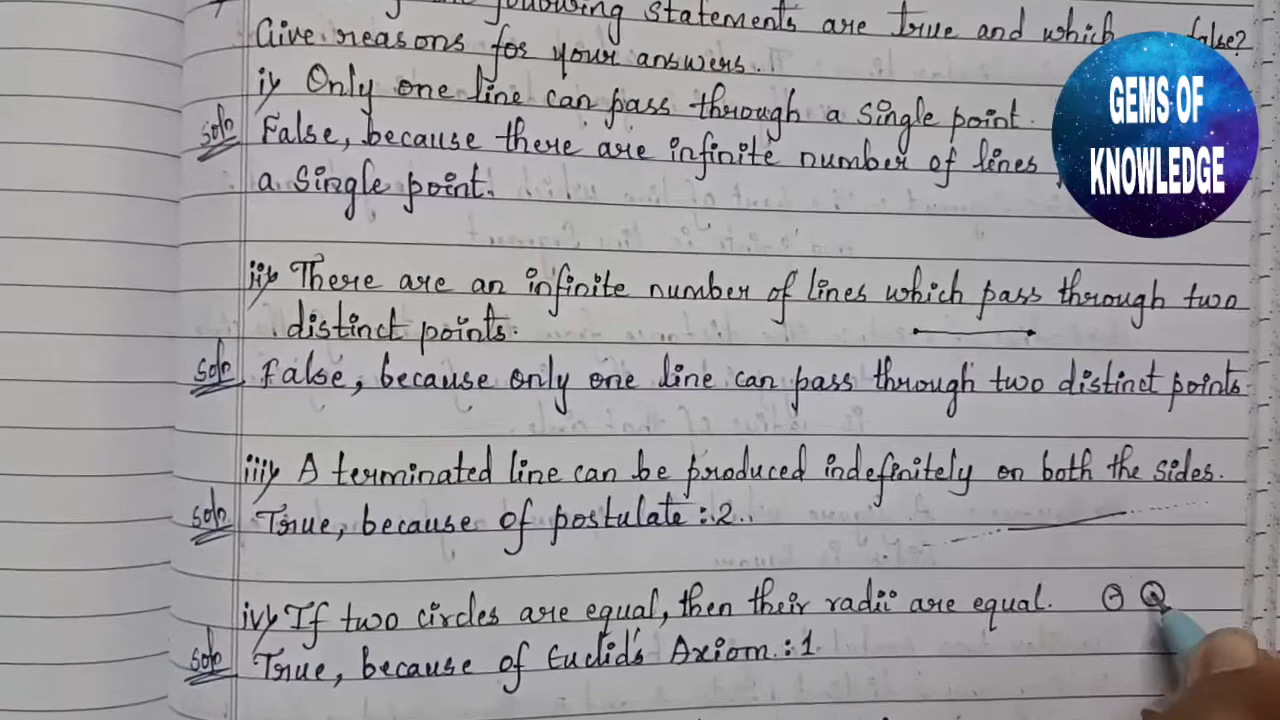 following statements are true and which false?
Give reasons for your answers.
i) Only one line can pass through a single point.
Soln False, because there are infinite number of lines
a single point.
ii) There are an infinite number of lines which pass through two
distinct points.
Soln False, because only one line can pass through two distinct points.
iii) A terminated line can be produced indefinitely on both the sides.
Soln True, because of postulate :2..
iv) If two circles are equal, then their radii are equal.
Soln True, because of Euclid's Axiom :1
GEMS OF
KNOWLEDGE